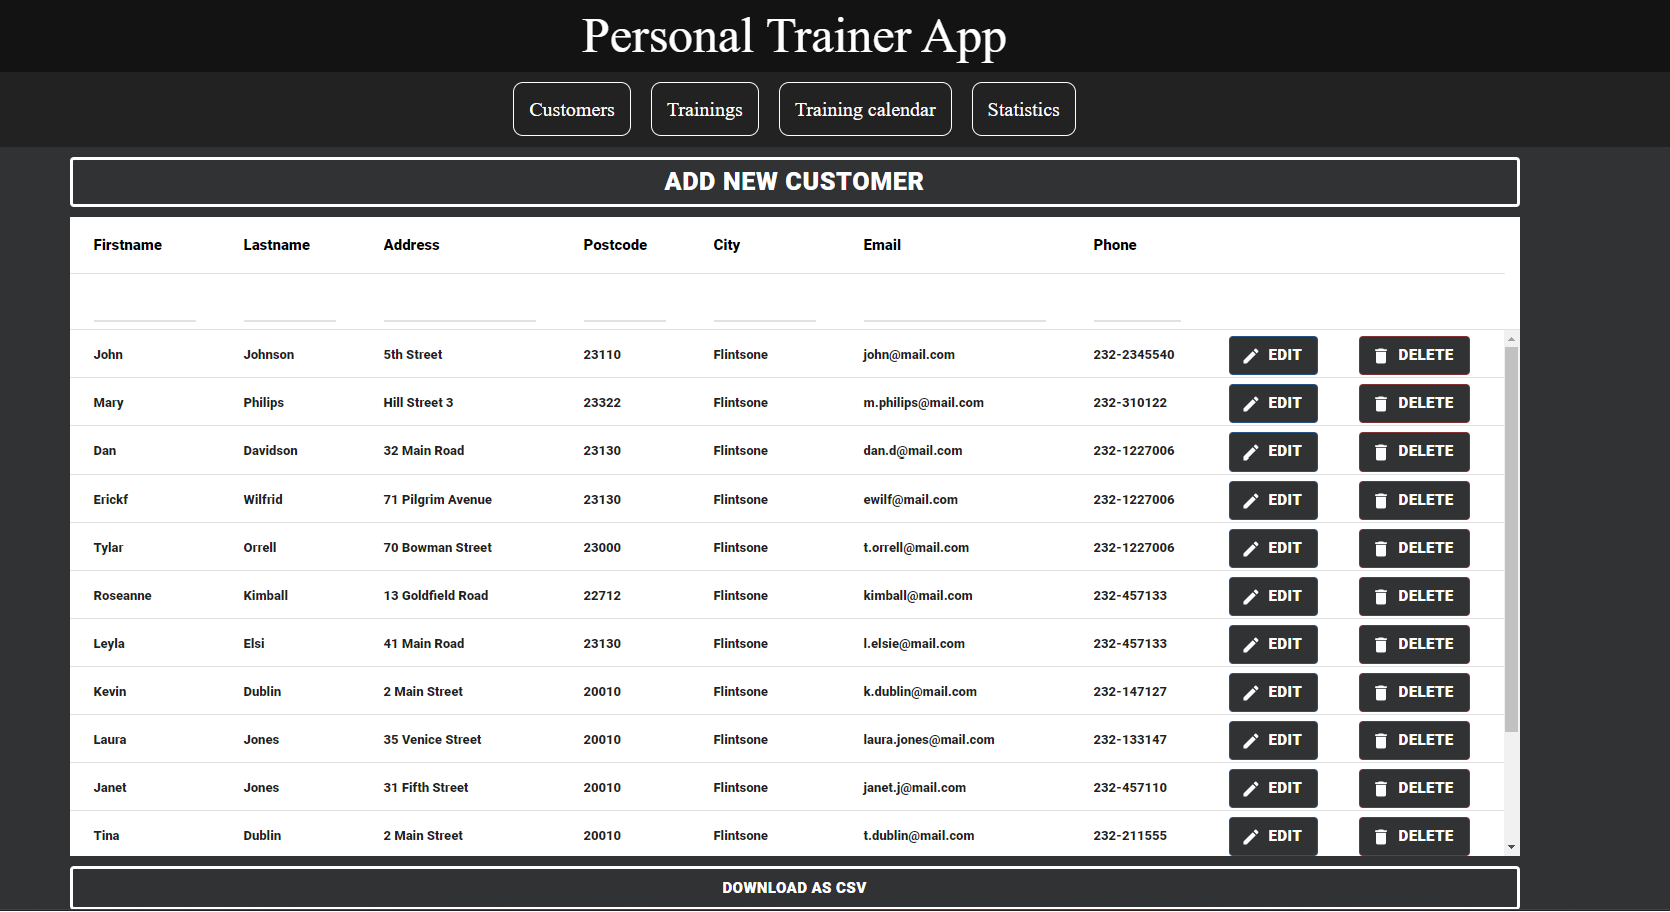 Personal Trainer App
Customers Trainings Training calendar Statistics
ADD NEW CUSTOMER
Firstname Lastname Address Postcode City Email Phone
John Johnson 5th Street 23110 Flintsone john@mail.com 232-2345540 EDIT DELETE
Mary Philips Hill Street 3 23322 Flintsone m.philips@mail.com 232-310122 EDIT DELETE
Dan Davidson 32 Main Road 23130 Flintsone dan.d@mail.com 232-1227006 EDIT DELETE
Erickf Wilfrid 71 Pilgrim Avenue 23130 Flintsone ewilf@mail.com 232-1227006 EDIT DELETE
Tylar Orrell 70 Bowman Street 23000 Flintsone t.orrell@mail.com 232-1227006 EDIT DELETE
Roseanne Kimball 13 Goldfield Road 22712 Flintsone kimball@mail.com 232-457133 EDIT DELETE
Leyla Elsi 41 Main Road 23130 Flintsone l.elsie@mail.com 232-457133 EDIT DELETE
Kevin Dublin 2 Main Street 20010 Flintsone k.dublin@mail.com 232-147127 EDIT DELETE
Laura Jones 35 Venice Street 20010 Flintsone laura.jones@mail.com 232-133147 EDIT DELETE
Janet Jones 31 Fifth Street 20010 Flintsone janet.j@mail.com 232-457110 EDIT DELETE
Tina Dublin 2 Main Street 20010 Flintsone t.dublin@mail.com 232-211555 EDIT DELETE
DOWNLOAD AS CSV